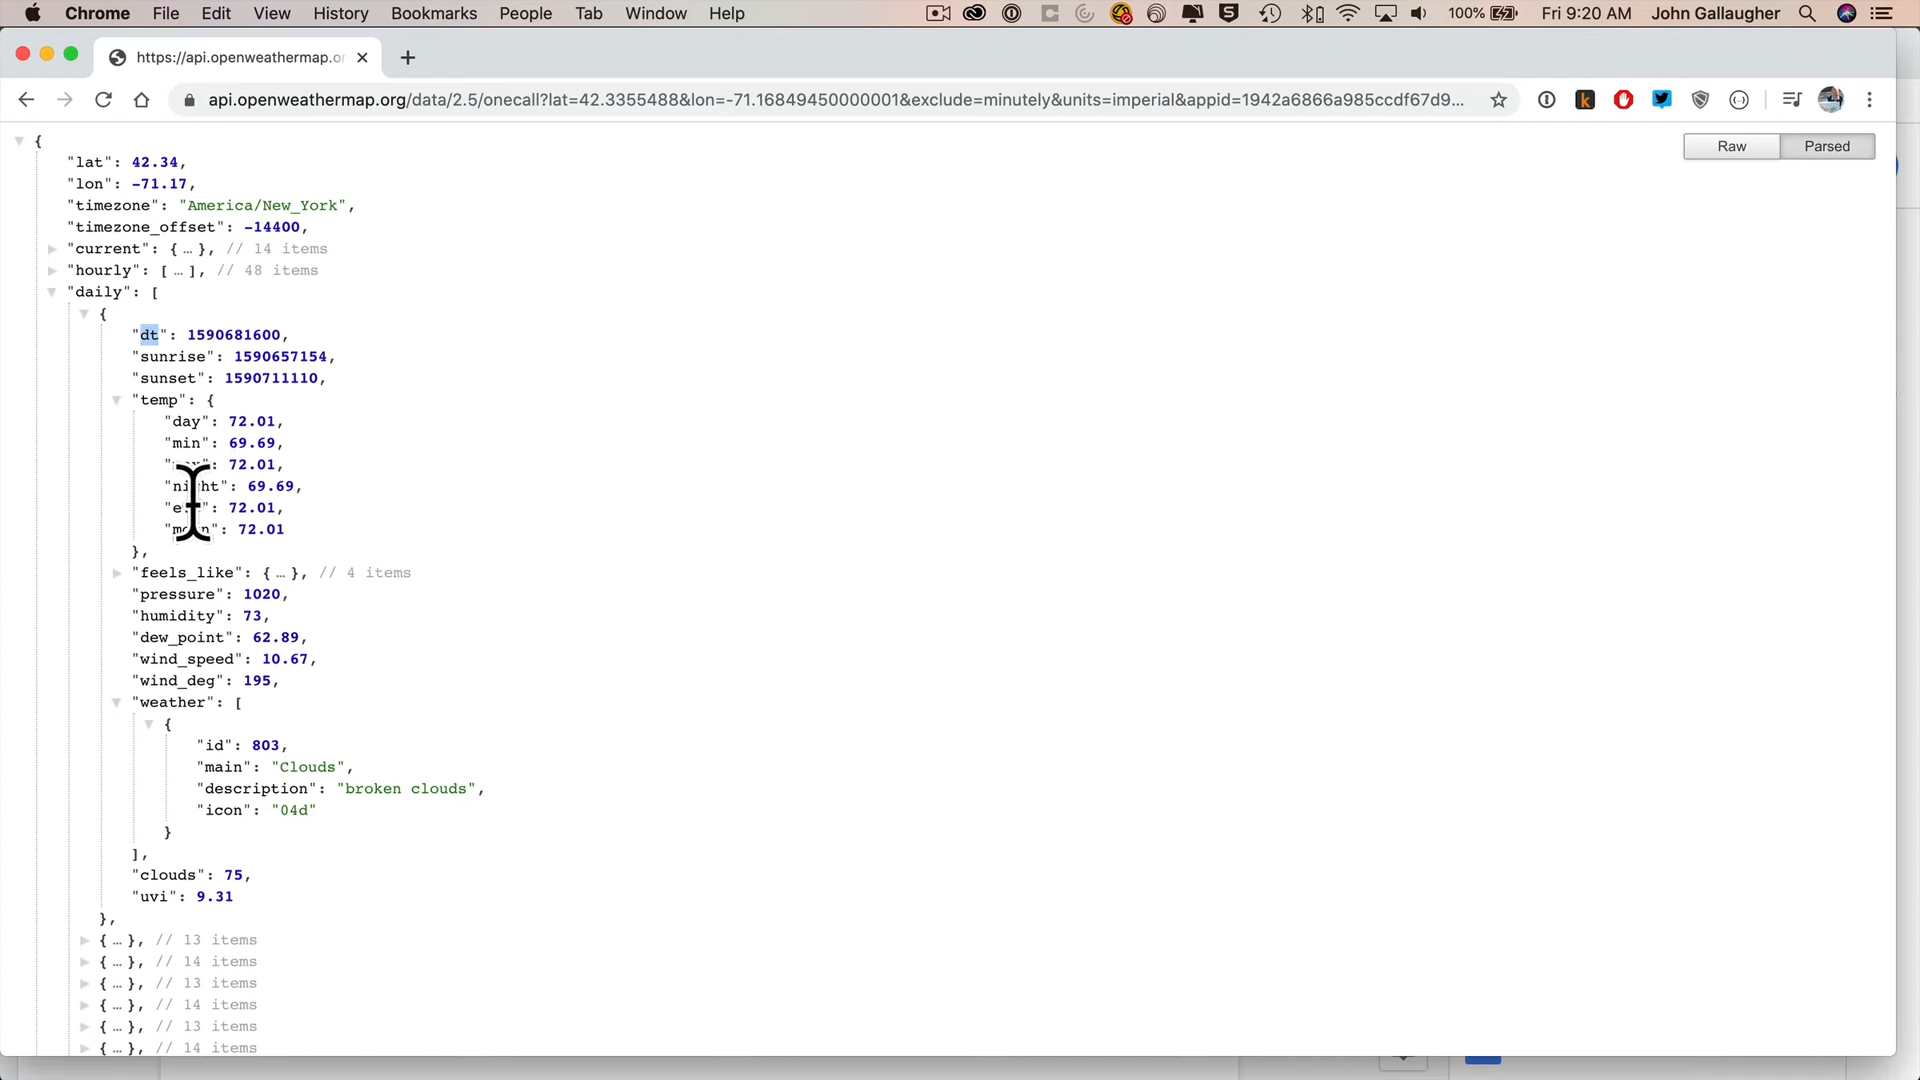 Chrome File Edit View History Bookmarks People Tab Window Help 100% Fri 9:20 AM John Gallaugher
https://api.openweathermap.or
api.openweathermap.org/data/2.5/onecall?lat=42.3355488&lon=-71.16849450000001&exclude=minutely&units=imperial&appid=1942a6866a985ccdf67d9...
Raw Parsed
{
"lat": 42.34,
"lon": -71.17,
"timezone": "America/New_York",
"timezone_offset": -14400,
"current": { … }, // 14 items
"hourly": [ … ], // 48 items
"daily": [
{
"dt": 1590681600,
"sunrise": 1590657154,
"sunset": 1590711110,
"temp": {
"day": 72.01,
"min": 69.69,
: 72.01,
"night": 69.69,
: 72.01,
: 72.01
},
"feels_like": { … }, // 4 items
"pressure": 1020,
"humidity": 73,
"dew_point": 62.89,
"wind_speed": 10.67,
"wind_deg": 195,
"weather": [
{
"id": 803,
"main": "Clouds",
"description": "broken clouds",
"icon": "04d"
}
],
"clouds": 75,
"uvi": 9.31
},
{ … }, // 13 items
{ … }, // 14 items
{ … }, // 13 items
{ … }, // 14 items
{ … }, // 13 items
{ … }, // 14 items